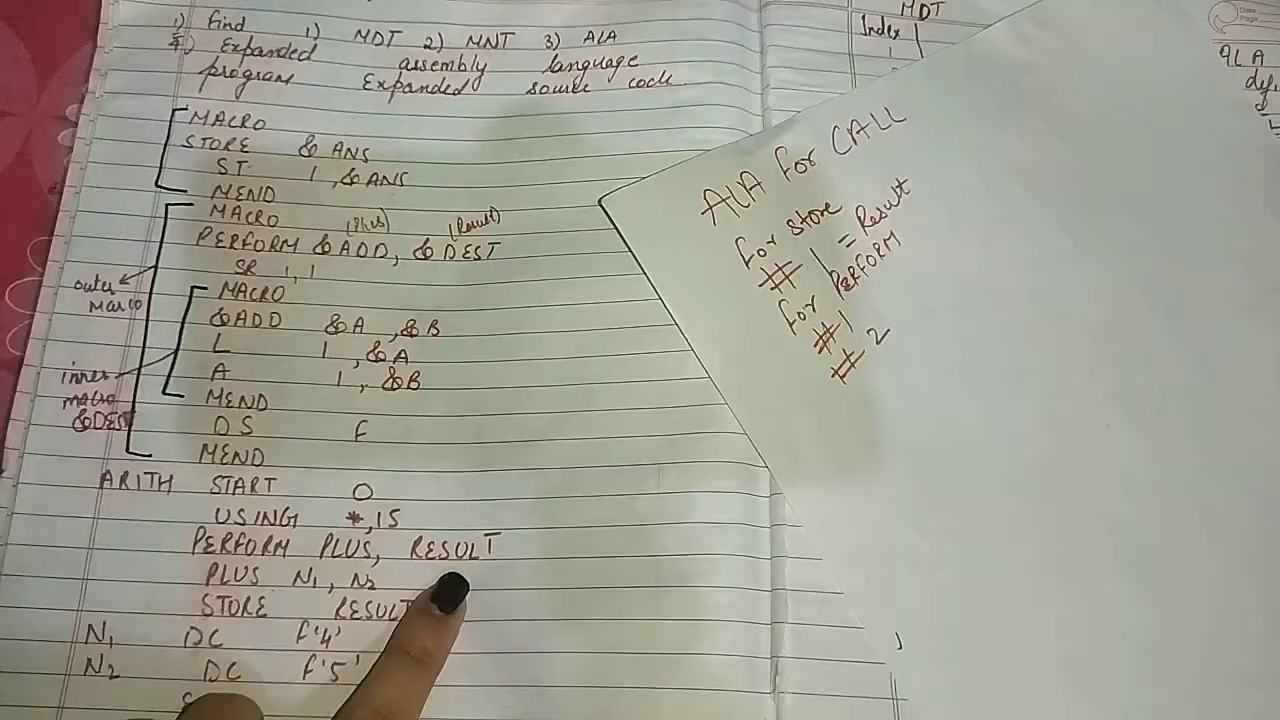 i) find 1) MDT 2) MNT 3) ALA
ii) Expanded assembly language
program Expanded source code
MACRO
STORE &ANS
ST 1, &ANS
MEND
MACRO (Plus) (Result)
PERFORM &ADD, &DEST
SR 1, 1
outer Macro
MACRO
&ADD &A, &B
L 1, &A
A 1, &B
inner macro
&DEST
MEND
DS F
MEND
ARITH START 0
USING *,15
PERFORM PLUS, RESULT
PLUS N1, N2
STORE RESULT
N1 DC F'4'
N2 DC F'5'
MDT
Index
1
ALA for CALL
for store
# 1 = Result
for PERFORM
# 1
# 2
Date
Page
ALA